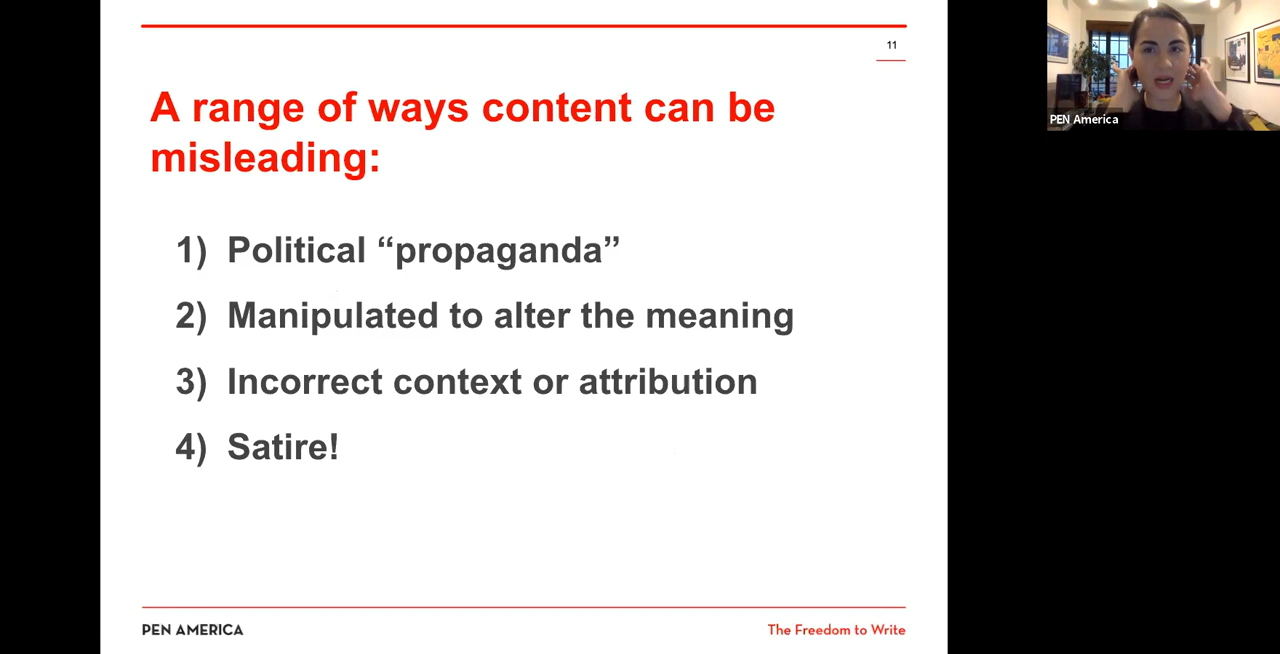 11
A range of ways content can be
misleading:
1) Political “propaganda”
2) Manipulated to alter the meaning
3) Incorrect context or attribution
4) Satire!
PEN AMERICA
The Freedom to Write
PEN America